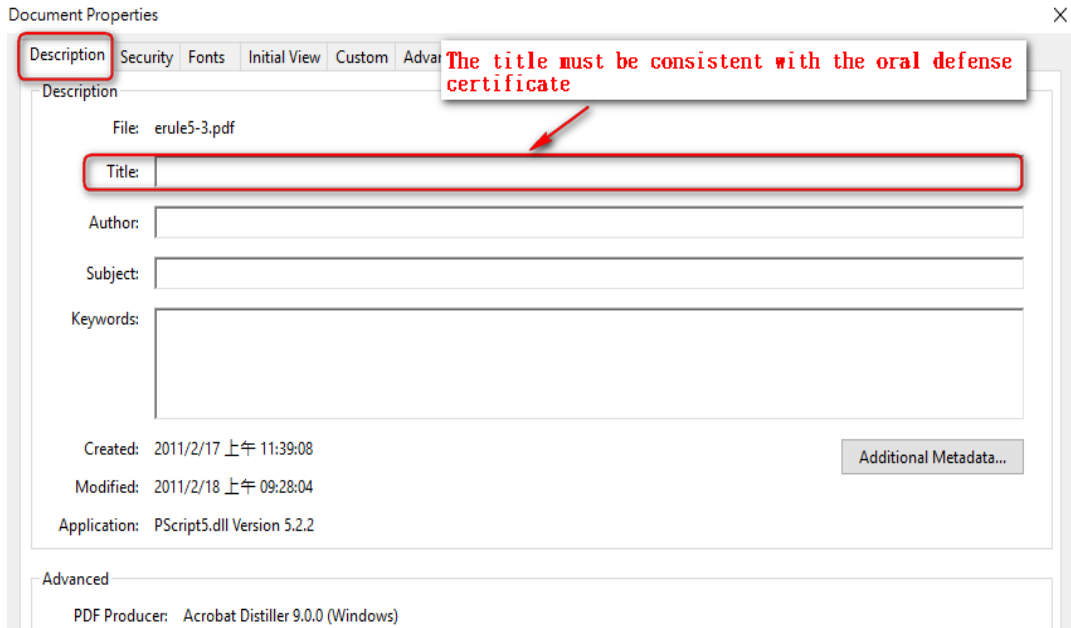 Document Properties
Description Security Fonts Initial View Custom
The title must be consistent with the oral defense
certificate
Description
File: erule5-3.pdf
Title:
Author:
Subject:
Keywords:
Created: 2011/2/17 上午 11:39:08
Additional Metadata...
Modified: 2011/2/18 上午 09:28:04
Application: PScript5.dll Version 5.2.2
Advanced
PDF Producer: Acrobat Distiller 9.0.0 (Windows)